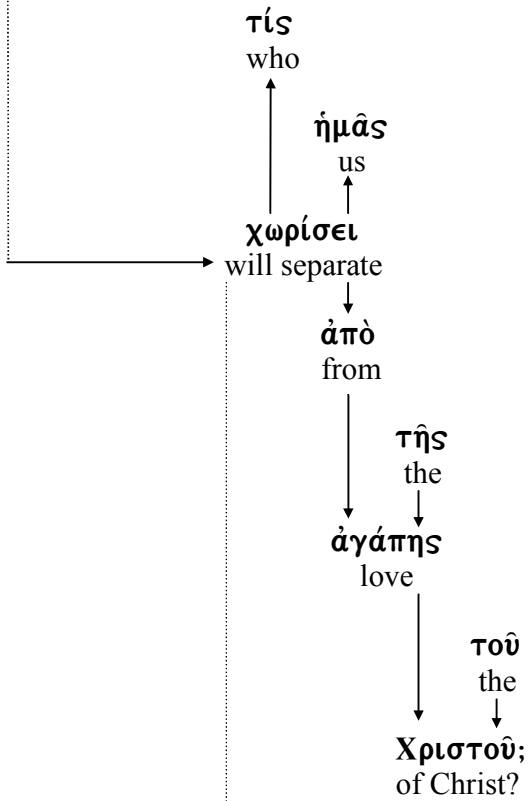 τίς
who
ἡμᾶς
us
χωρίσει
will separate
ἀπὸ
from
τῆς
the
ἀγάπης
love
τοῦ
the
Χριστοῦ;
of Christ?